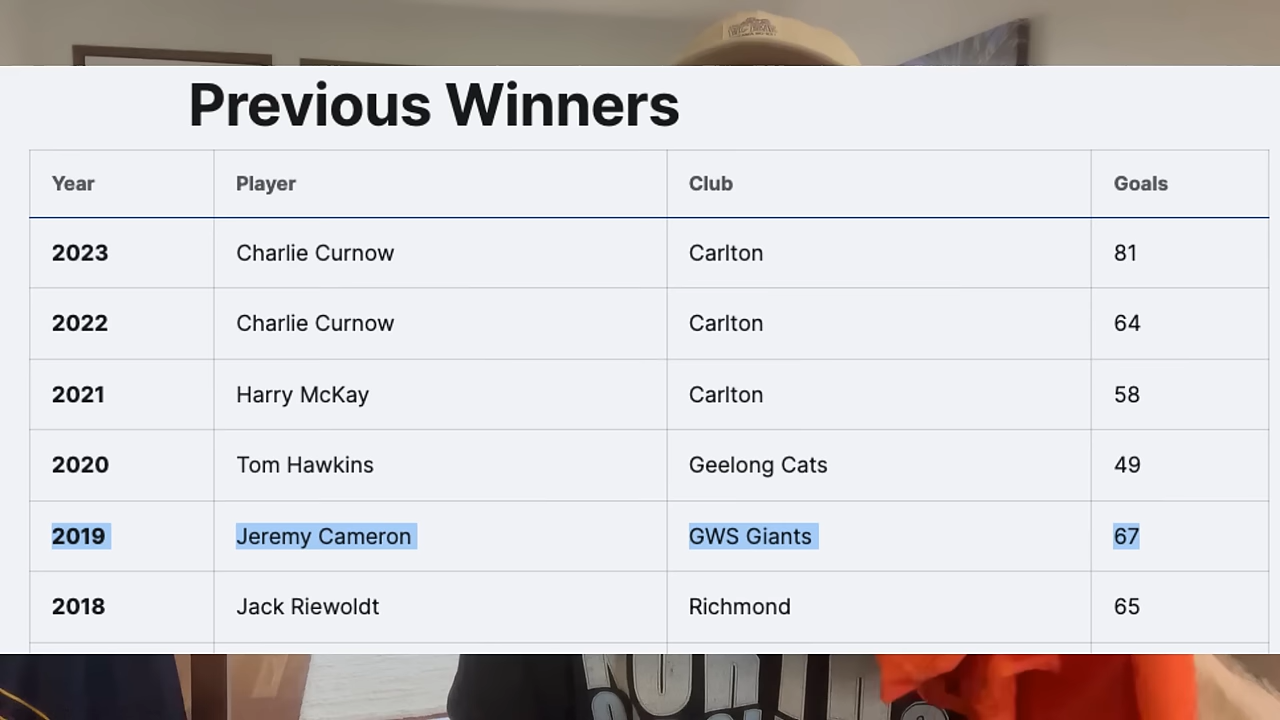 Previous Winners
Year Player Club Goals
2023 Charlie Curnow Carlton 81
2022 Charlie Curnow Carlton 64
2021 Harry McKay Carlton 58
2020 Tom Hawkins Geelong Cats 49
2019 Jeremy Cameron GWS Giants 67
2018 Jack Riewoldt Richmond 65